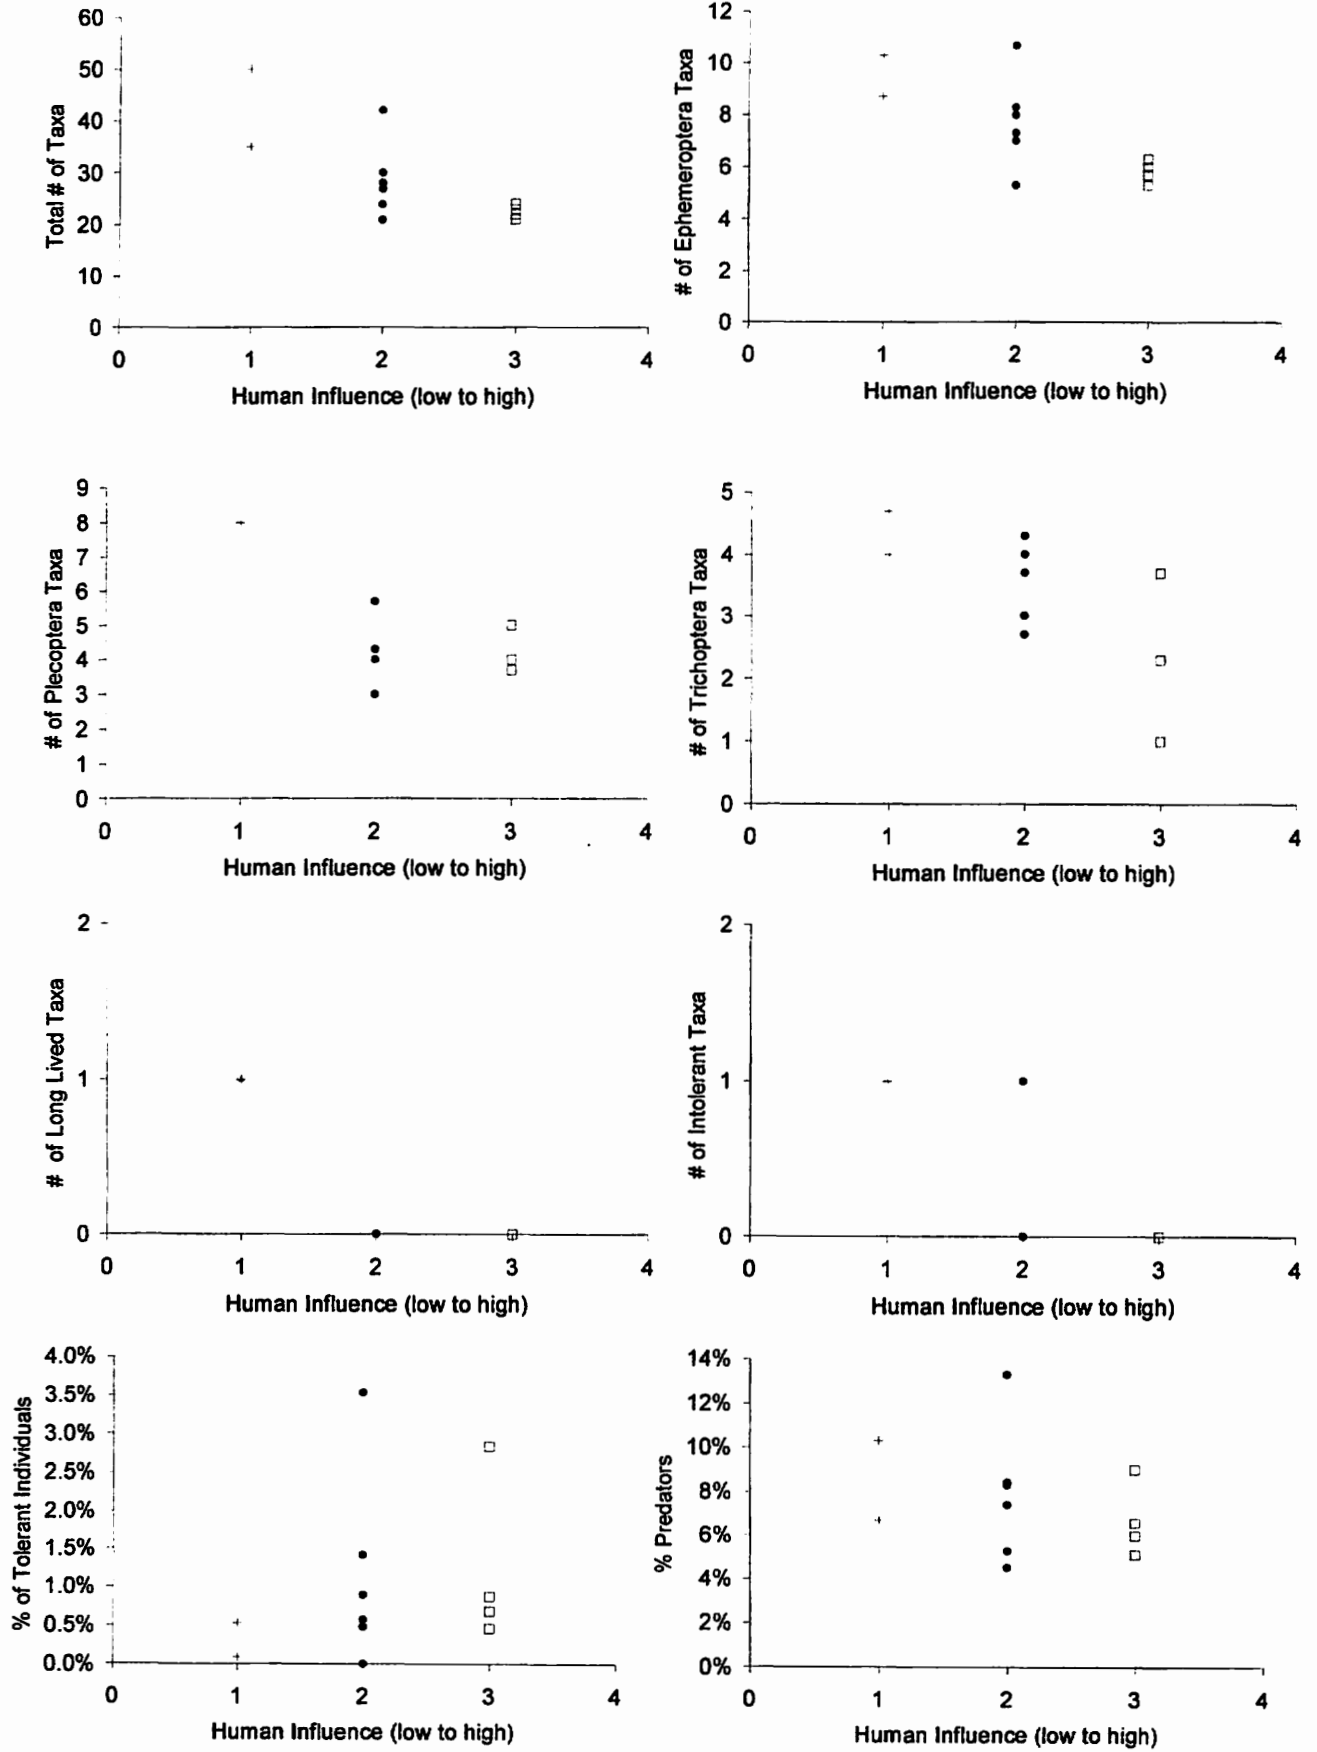 Total # of Taxa
60
50
40
30
20
10
0
0 1 2 3 4
Human Influence (low to high)
# of Ephemeroptera Taxa
12
10
8
6
4
2
0
0 1 2 3 4
Human Influence (low to high)
# of Plecoptera Taxa
9
8
7
6
5
4
3
2
1
0
0 1 2 3 4
Human Influence (low to high)
# of Trichoptera Taxa
5
4
3
2
1
0
0 1 2 3 4
Human Influence (low to high)
# of Long Lived Taxa
2
1
0
0 1 2 3 4
Human Influence (low to high)
# of Intolerant Taxa
2
1
0
0 1 2 3 4
Human Influence (low to high)
% of Tolerant Individuals
4.0%
3.5%
3.0%
2.5%
2.0%
1.5%
1.0%
0.5%
0.0%
0 1 2 3 4
Human Influence (low to high)
% Predators
14%
12%
10%
8%
6%
4%
2%
0%
0 1 2 3 4
Human Influence (low to high)